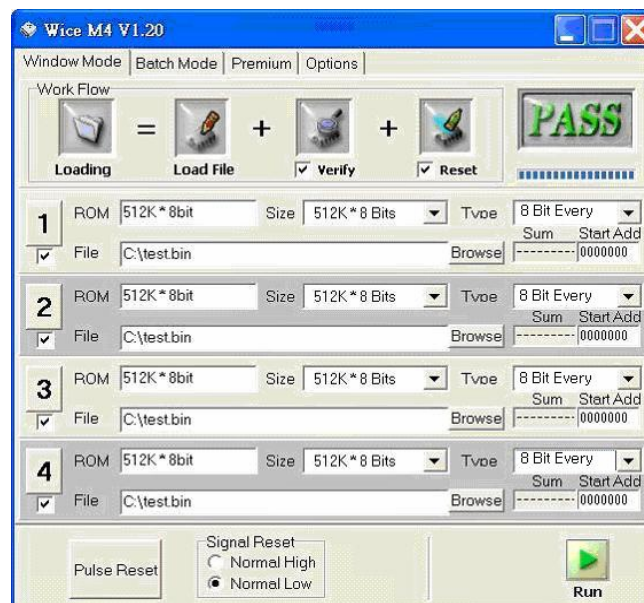 Wice M4 V1.20
Window Mode Batch Mode Premium Options
Work Flow
= + +
Loading Load File Verify Reset
PASS
1 ROM 512K * 8bit Size 512K * 8 Bits Type 8 Bit Every
Sum Start Add
File C:\test.bin Browse -------- 0000000
2 ROM 512K * 8bit Size 512K * 8 Bits Type 8 Bit Every
Sum Start Add
File C:\test.bin Browse -------- 0000000
3 ROM 512K * 8bit Size 512K * 8 Bits Type 8 Bit Every
Sum Start Add
File C:\test.bin Browse -------- 0000000
4 ROM 512K * 8bit Size 512K * 8 Bits Type 8 Bit Every
Sum Start Add
File C:\test.bin Browse -------- 0000000
Signal Reset
Normal High
Pulse Reset
Normal Low
Run